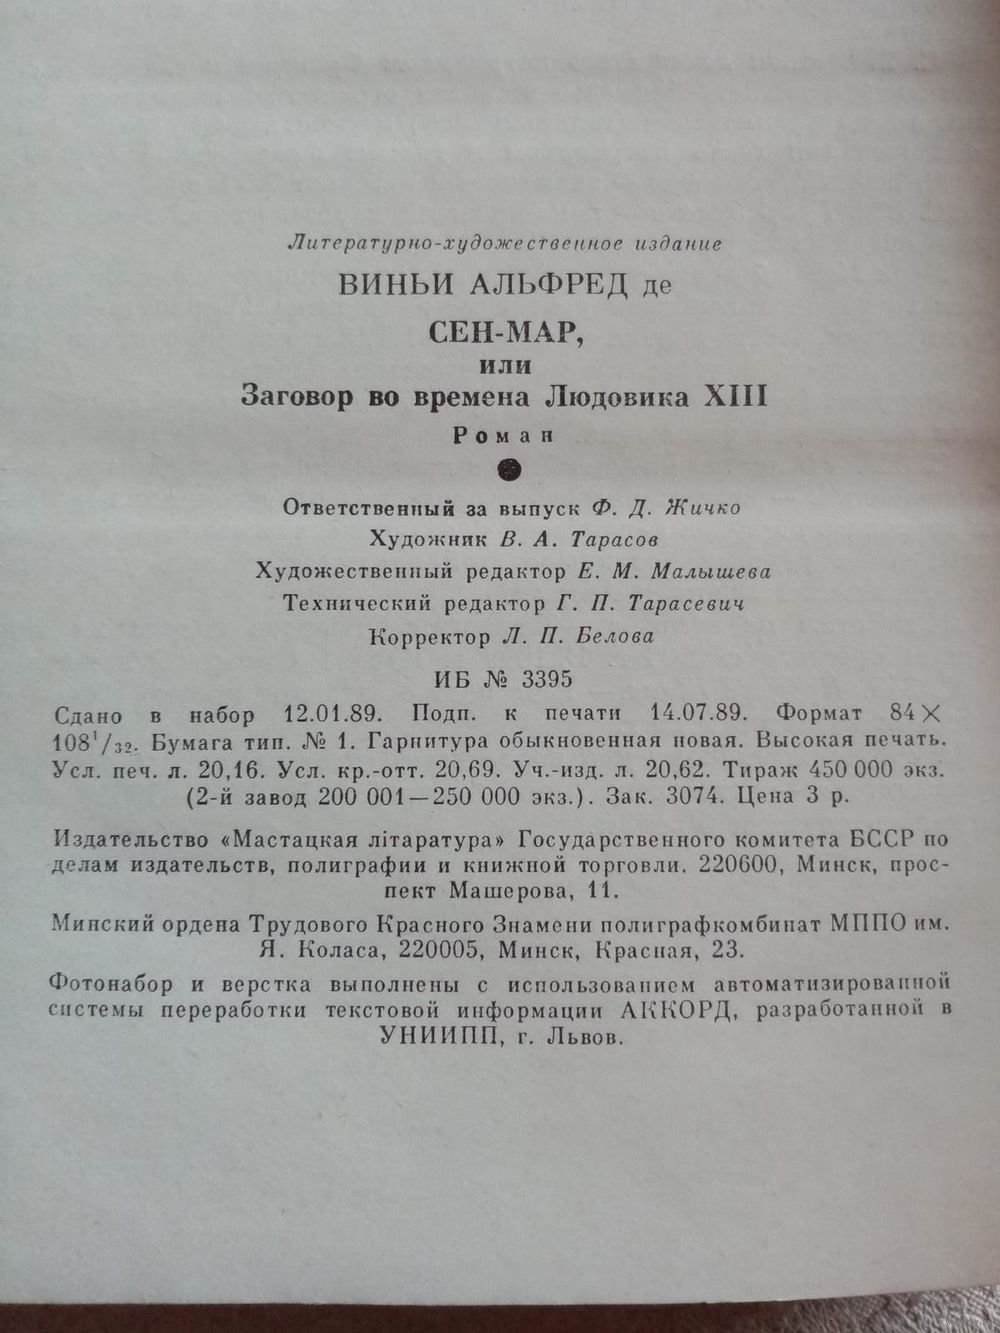 Литературно-художественное издание
ВИНЬИ АЛЬФРЕД де
СЕН-МАР,
или
Заговор во времена Людовика XIII
Роман
Ответственный за выпуск Ф. Д. Жичко
Художник В. А. Тарасов
Художественный редактор Е. М. Малышева
Технический редактор Г. П. Тарасевич
Корректор Л. П. Белова
ИБ № 3395
Сдано в набор 12.01.89. Подп. к печати 14.07.89. Формат 84×
108¹/₃₂. Бумага тип. № 1. Гарнитура обыкновенная новая. Высокая печать.
Усл. печ. л. 20,16. Усл. кр.-отт. 20,69. Уч.-изд. л. 20,62. Тираж 450 000 экз.
(2-й завод 200 001—250 000 экз.). Зак. 3074. Цена 3 р.
Издательство «Мастацкая літаратура» Государственного комитета БССР по
делам издательств, полиграфии и книжной торговли. 220600, Минск, прос-
пект Машерова, 11.
Минский ордена Трудового Красного Знамени полиграфкомбинат МППО им.
Я. Коласа, 220005, Минск, Красная, 23.
Фотонабор и верстка выполнены с использованием автоматизированной
системы переработки текстовой информации АККОРД, разработанной в
УНИИПП, г. Львов.